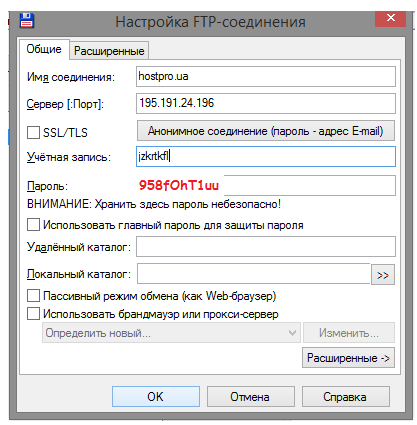 Настройка FTP-соединения
Общие Расширенные
Имя соединения: hostpro.ua
Сервер [:Порт]: 195.191.24.196
SSL/TLS Анонимное соединение (пароль - адрес E-mail)
Учётная запись: jzkrtkfl
Пароль: 958fOhT1uu
ВНИМАНИЕ: Хранить здесь пароль небезопасно!
Использовать главный пароль для защиты пароля
Удалённый каталог:
Локальный каталог: >>
Пассивный режим обмена (как Web-браузер)
Использовать брандмауэр или прокси-сервер
Определить новый... Изменить...
Расширенные ->
OK Отмена Справка